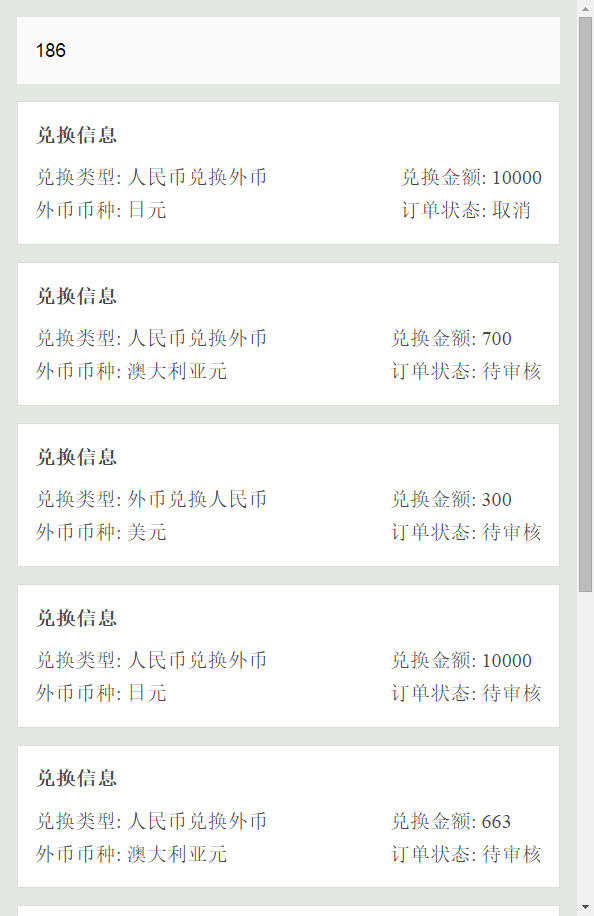 186
兑换信息
兑换类型: 人民币兑换外币 兑换金额: 10000
外币币种: 日元 订单状态: 取消
兑换信息
兑换类型: 人民币兑换外币 兑换金额: 700
外币币种: 澳大利亚元 订单状态: 待审核
兑换信息
兑换类型: 外币兑换人民币 兑换金额: 300
外币币种: 美元 订单状态: 待审核
兑换信息
兑换类型: 人民币兑换外币 兑换金额: 10000
外币币种: 日元 订单状态: 待审核
兑换信息
兑换类型: 人民币兑换外币 兑换金额: 663
外币币种: 澳大利亚元 订单状态: 待审核